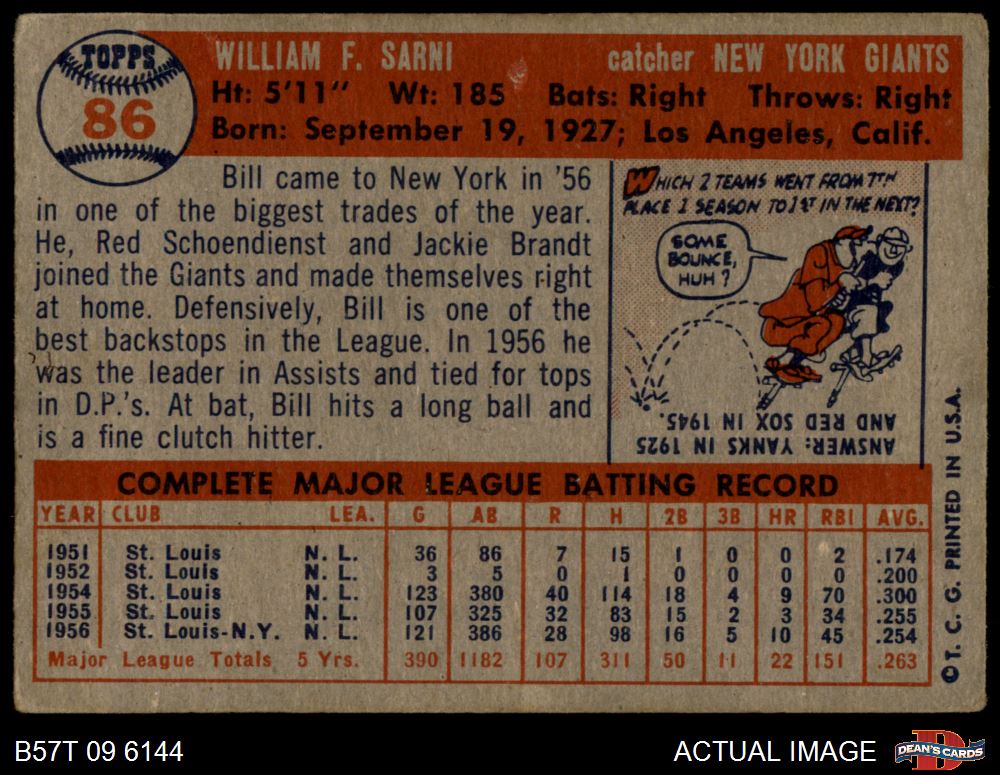 TOPPS
86
WILLIAM F. SARNI catcher NEW YORK GIANTS
Ht: 5'11" Wt: 185 Bats: Right Throws: Right
Born: September 19, 1927; Los Angeles, Calif.
Bill came to New York in '56
in one of the biggest trades of the year.
He, Red Schoendienst and Jackie Brandt
joined the Giants and made themselves right
at home. Defensively, Bill is one of the
best backstops in the League. In 1956 he
was the leader in Assists and tied for tops
in D.P.'s. At bat, Bill hits a long ball and
is a fine clutch hitter.
WHICH 2 TEAMS WENT FROM 7TH
PLACE 1 SEASON TO 1ST IN THE NEXT?
SOME
BOUNCE,
HUH?
ANSWER: YANKS IN 1925
AND RED SOX IN 1945.
COMPLETE MAJOR LEAGUE BATTING RECORD
YEAR CLUB LEA. G AB R H 2B 3B HR RBI AVG.
1951 St. Louis N. L. 36 86 7 15 1 0 0 2 .174
1952 St. Louis N. L. 3 5 0 1 0 0 0 0 .200
1954 St. Louis N. L. 123 380 40 114 18 4 9 70 .300
1955 St. Louis N. L. 107 325 32 83 15 2 3 34 .255
1956 St. Louis-N.Y. N. L. 121 386 28 98 16 5 10 45 .254
Major League Totals 5 Yrs. 390 1182 107 311 50 11 22 151 .263
© T. C. G. PRINTED IN U.S.A.
B57T 09 6144
ACTUAL IMAGE
D
DEAN'S CARDS